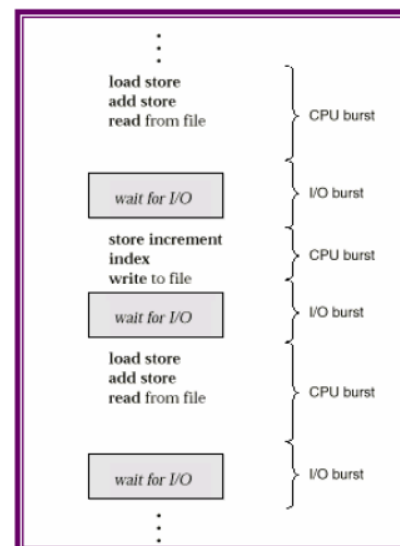 load store
add store
read from file
CPU burst
wait for I/O
I/O burst
store increment
index
write to file
CPU burst
wait for I/O
I/O burst
load store
add store
read from file
CPU burst
wait for I/O
I/O burst